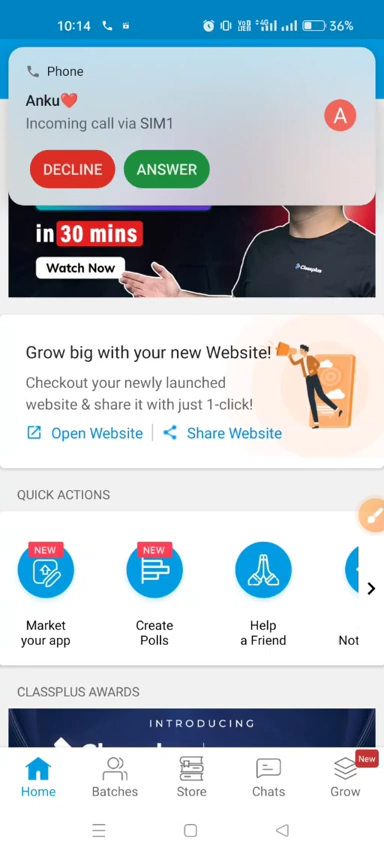 10:14
Vo) 4G 36%
Phone
Anku❤️
Incoming call via SIM1
A
DECLINE
ANSWER
in 30 mins
Watch Now
Classplus
Grow big with your new Website!
Checkout your newly launched
website & share it with just 1-click!
Open Website
Share Website
QUICK ACTIONS
NEW
NEW
Market
your app
Create
Polls
Help
a Friend
Not
CLASSPLUS AWARDS
INTRODUCING
New
Home
Batches
Store
Chats
Grow